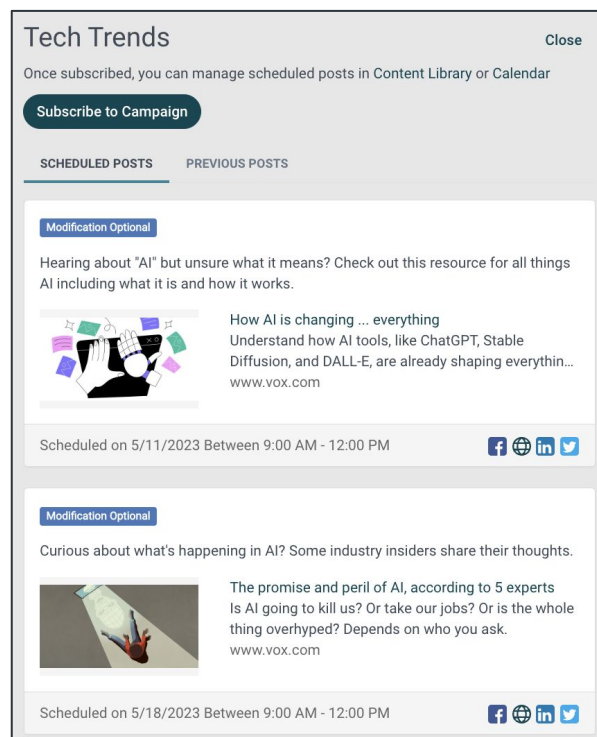 Tech Trends
Close
Once subscribed, you can manage scheduled posts in Content Library or Calendar
Subscribe to Campaign
SCHEDULED POSTS
PREVIOUS POSTS
Modification Optional
Hearing about "AI" but unsure what it means? Check out this resource for all things
AI including what it is and how it works.
How AI is changing ... everything
Understand how AI tools, like ChatGPT, Stable
Diffusion, and DALL-E, are already shaping everythin...
www.vox.com
Scheduled on 5/11/2023 Between 9:00 AM - 12:00 PM
Modification Optional
Curious about what's happening in AI? Some industry insiders share their thoughts.
The promise and peril of AI, according to 5 experts
Is AI going to kill us? Or take our jobs? Or is the whole
thing overhyped? Depends on who you ask.
www.vox.com
Scheduled on 5/18/2023 Between 9:00 AM - 12:00 PM